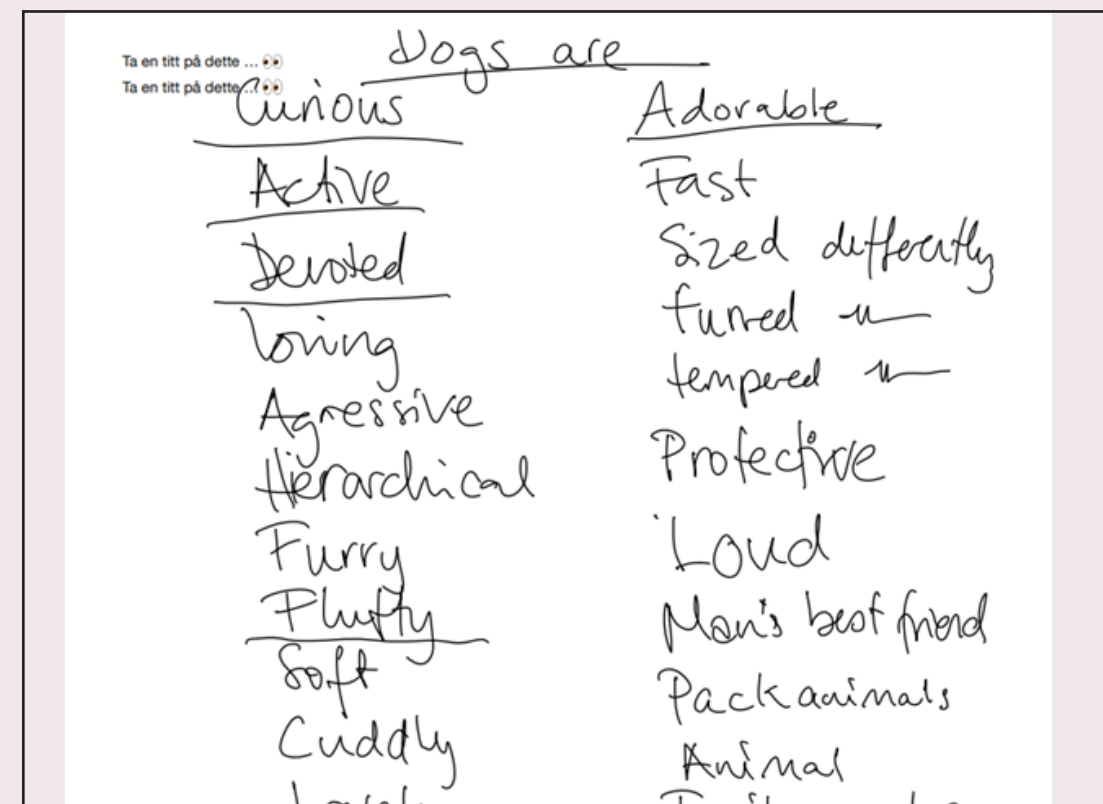 Ta en titt på dette ... 👀
Ta en titt på dette ... 👀
Dogs are
Curious
Active
Devoted
Loving
Agressive
Hierarchical
Furry
Fluffy
Soft
Cuddly
Adorable
Fast
Sized differently
furred -"-
tempered -"-
Protective
Loud
Man's best friend
Pack animals
Animal